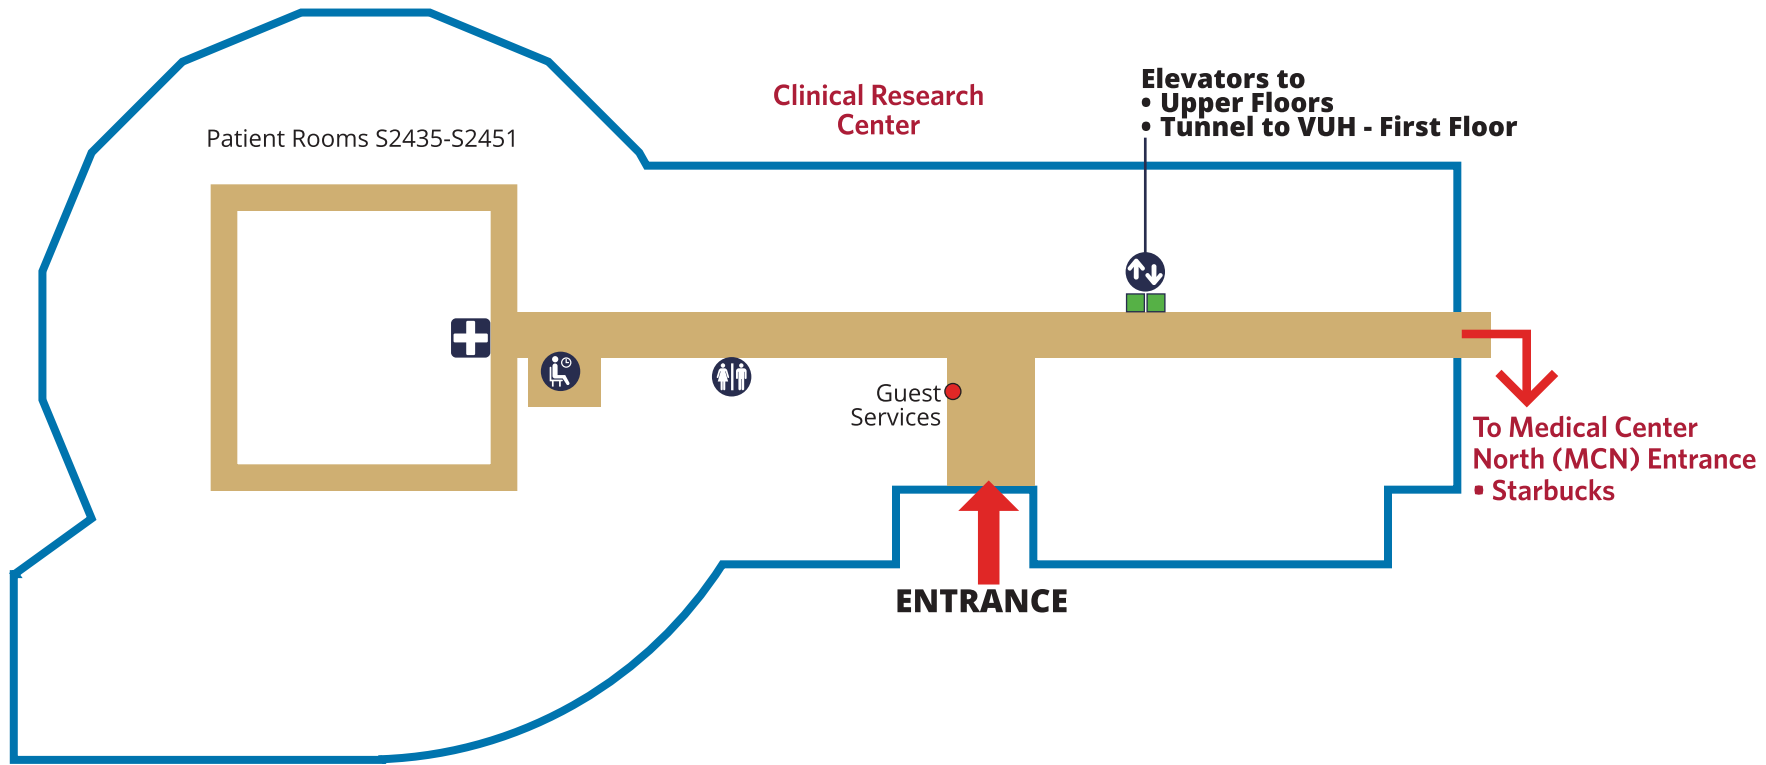 Clinical Research
Center
Elevators to
• Upper Floors
• Tunnel to VUH - First Floor
Patient Rooms S2435-S2451
Guest
Services
To Medical Center
North (MCN) Entrance
• Starbucks
ENTRANCE